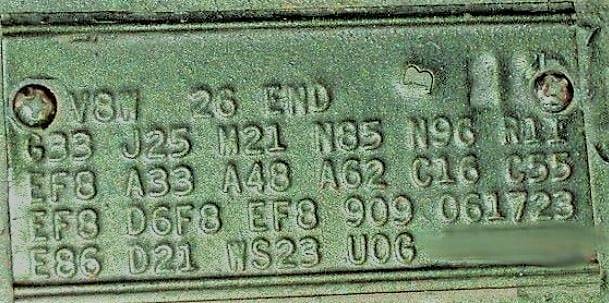 V8W 26 END B
G33 J25 M21 N85 N96 R11
EF8 A33 A48 A62 C16 C55
EF8 D6F8 EF8 909 061723
E86 D21 WS23 UOG